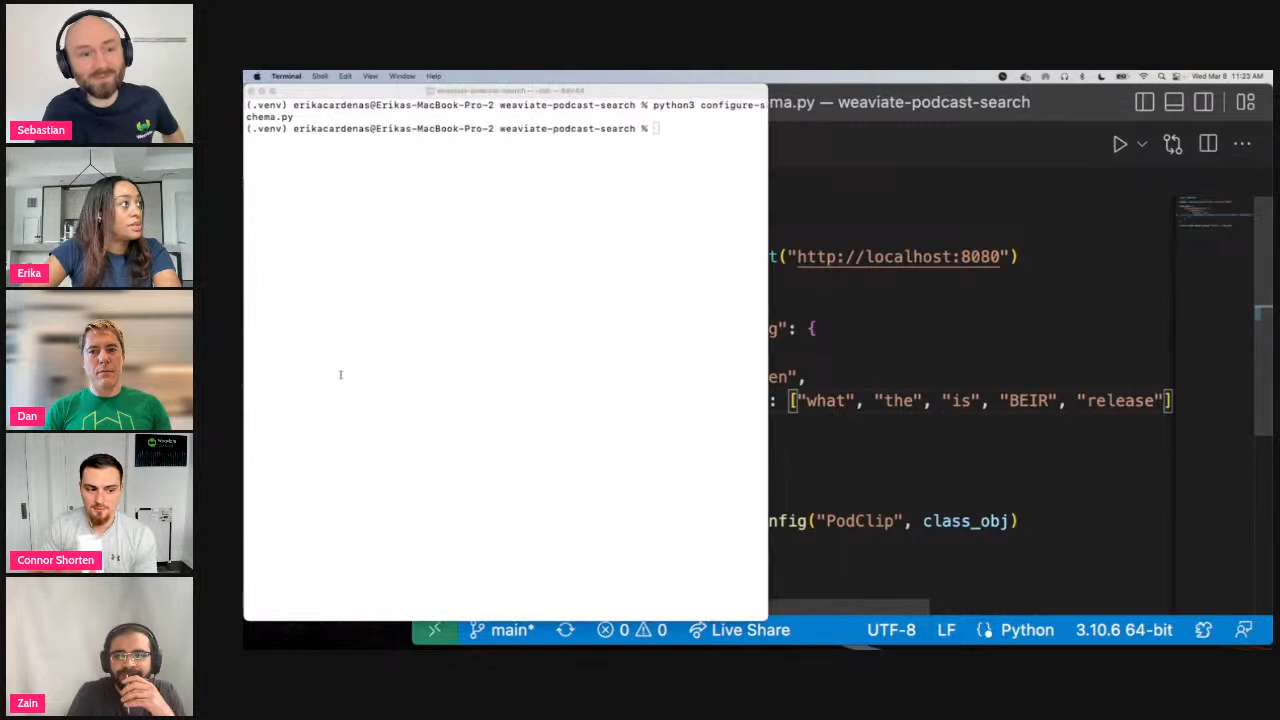 Sebastian
Erika
Dan
Connor Shorten
Zain
Terminal Shell Edit View Window Help
Wed Mar 8 11:23 AM
(.venv) erikacardenas@Erikas-MacBook-Pro-2 weaviate-podcast-search % python3 configure-s
chema.py
(.venv) erikacardenas@Erikas-MacBook-Pro-2 weaviate-podcast-search %
ma.py — weaviate-podcast-search
t("http://localhost:8080")
g": {
en",
: ["what", "the", "is", "BEIR", "release"]
nfig("PodClip", class_obj)
main* 0 0 Live Share UTF-8 LF Python 3.10.6 64-bit